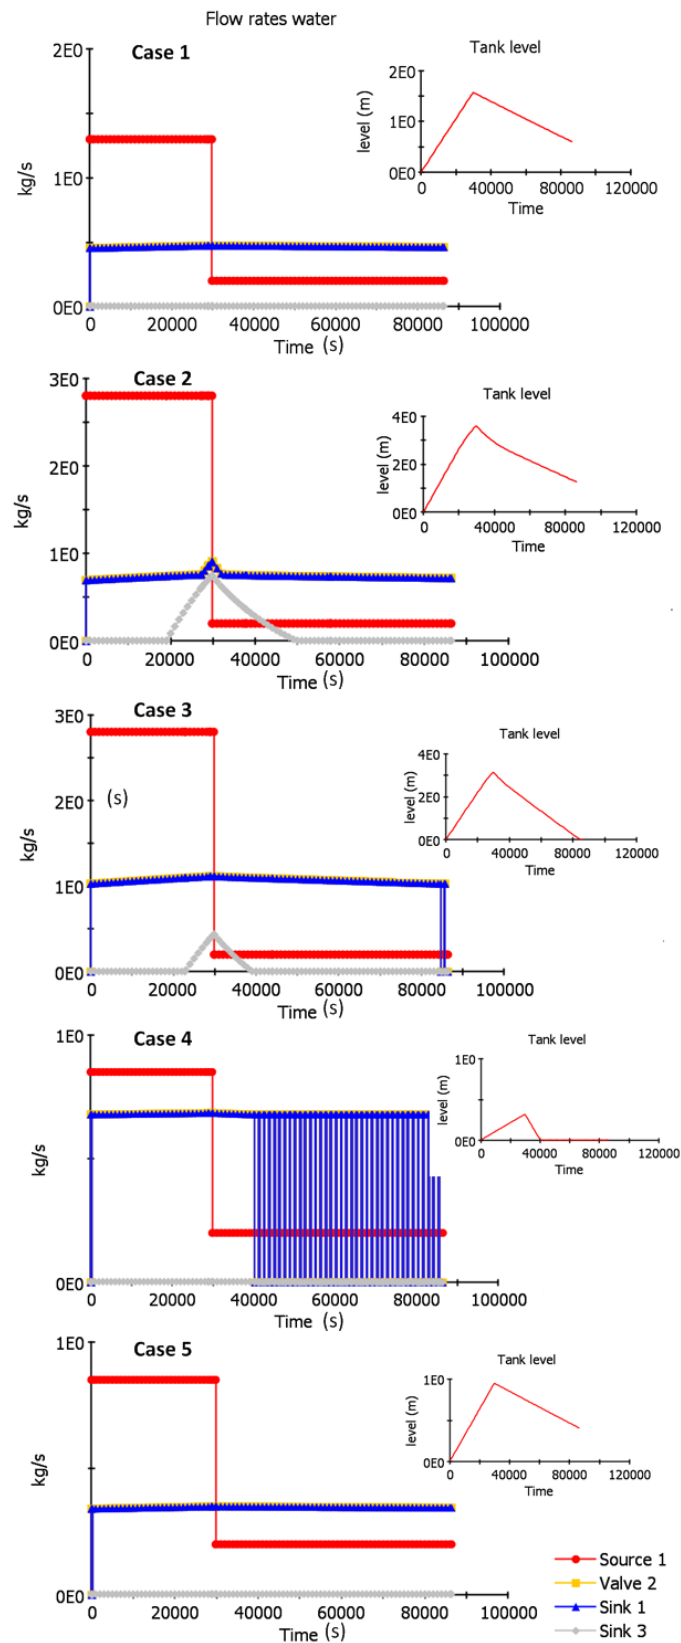 Flow rates water
Case 1
2E0
1E0
0E0
kg/s
0 20000 40000 60000 80000 100000
Time (s)
Tank level
2E0
1E0
0E0
level (m)
0 40000 80000 120000
Time
Case 2
3E0
2E0
1E0
0E0
kg/s
0 20000 40000 60000 80000 100000
Time (s)
Tank level
4E0
2E0
0E0
level (m)
0 40000 80000 120000
Time
Case 3
3E0
2E0
1E0
0E0
(s)
kg/s
0 20000 40000 60000 80000 100000
Time (s)
Tank level
4E0
2E0
0E0
level (m)
0 40000 80000 120000
Time
Case 4
1E0
0E0
kg/s
0 20000 40000 60000 80000 100000
Time (s)
Tank level
1E0
0E0
level (m)
0 40000 80000 120000
Time
Case 5
1E0
0E0
kg/s
0 20000 40000 60000 80000 100000
Time (s)
Tank level
1E0
0E0
level (m)
0 40000 80000 120000
Time
Source 1
Valve 2
Sink 1
Sink 3